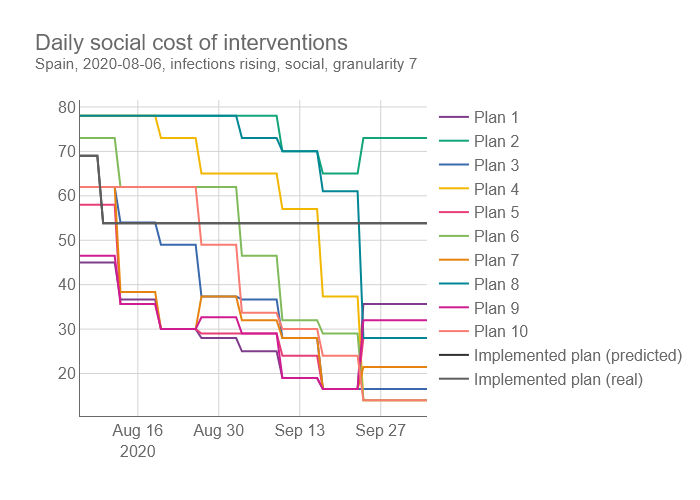 Daily social cost of interventions
Spain, 2020-08-06, infections rising, social, granularity 7
80
70
60
50
40
30
20
Aug 16
2020
Aug 30
Sep 13
Sep 27
Plan 1
Plan 2
Plan 3
Plan 4
Plan 5
Plan 6
Plan 7
Plan 8
Plan 9
Plan 10
Implemented plan (predicted)
Implemented plan (real)